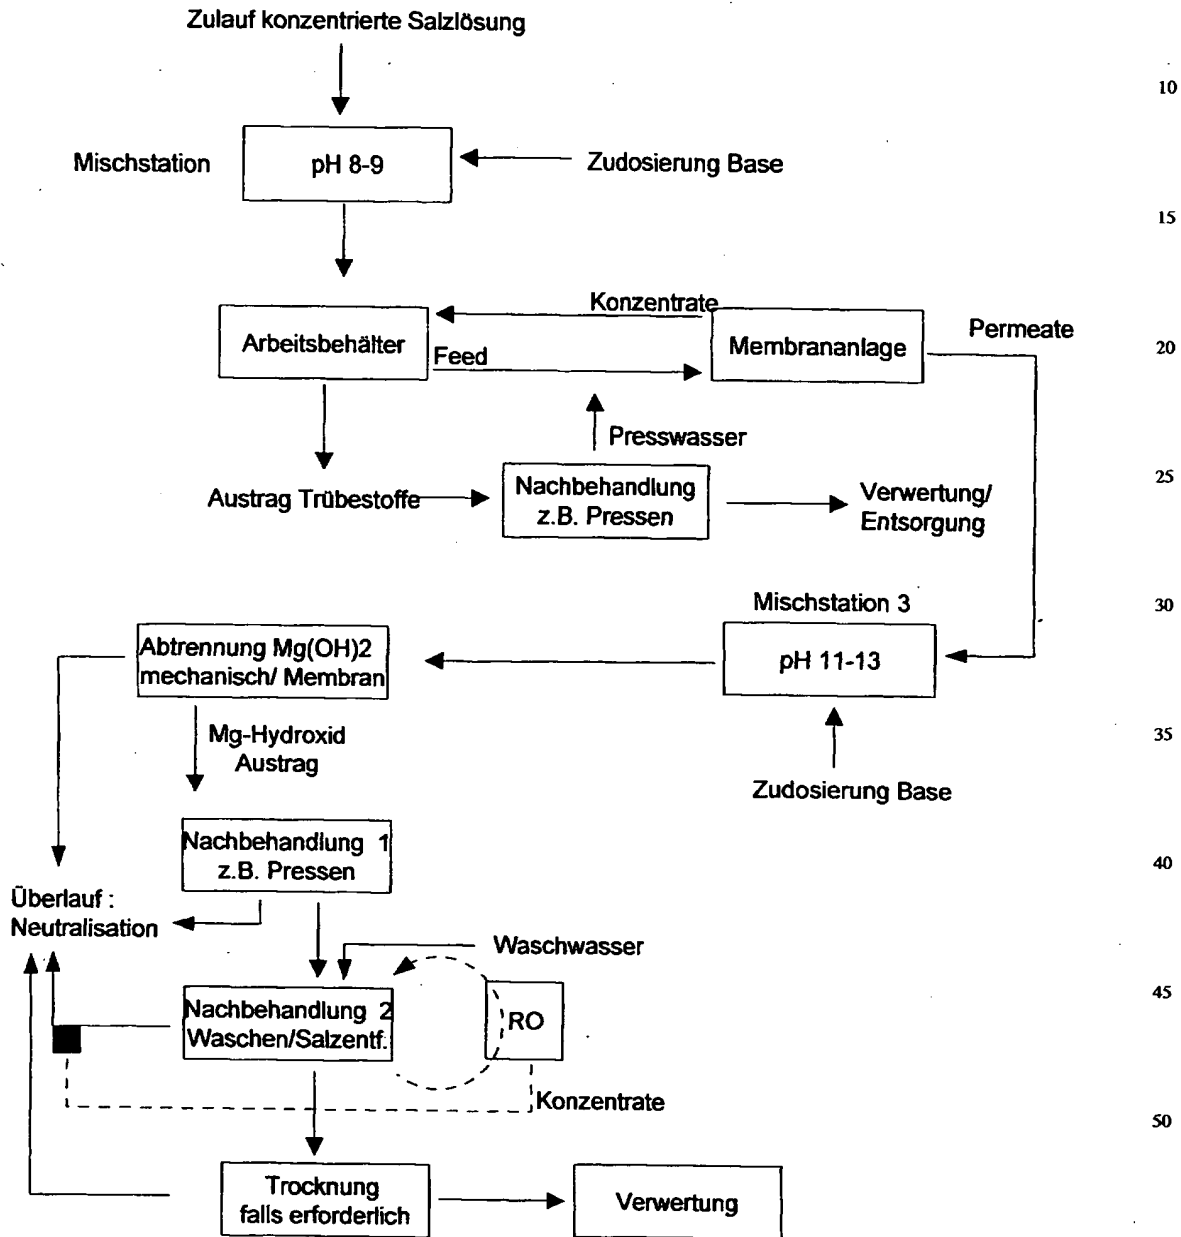 Zulauf konzentrierte Salzlösung
10
Mischstation
pH 8-9
Zudosierung Base
15
Konzentrate
Permeate
Arbeitsbehälter
Feed
Membrananlage
20
Presswasser
Austrag Trübestoffe
Nachbehandlung
z.B. Pressen
Verwertung/
Entsorgung
25
Mischstation 3
30
Abtrennung Mg(OH)2
mechanisch/ Membran
pH 11-13
Mg-Hydroxid
Austrag
35
Zudosierung Base
Nachbehandlung 1
z.B. Pressen
40
Überlauf :
Neutralisation
Waschwasser
Nachbehandlung 2
Waschen/Salzentf.
RO
45
Konzentrate
50
Trocknung
falls erforderlich
Verwertung